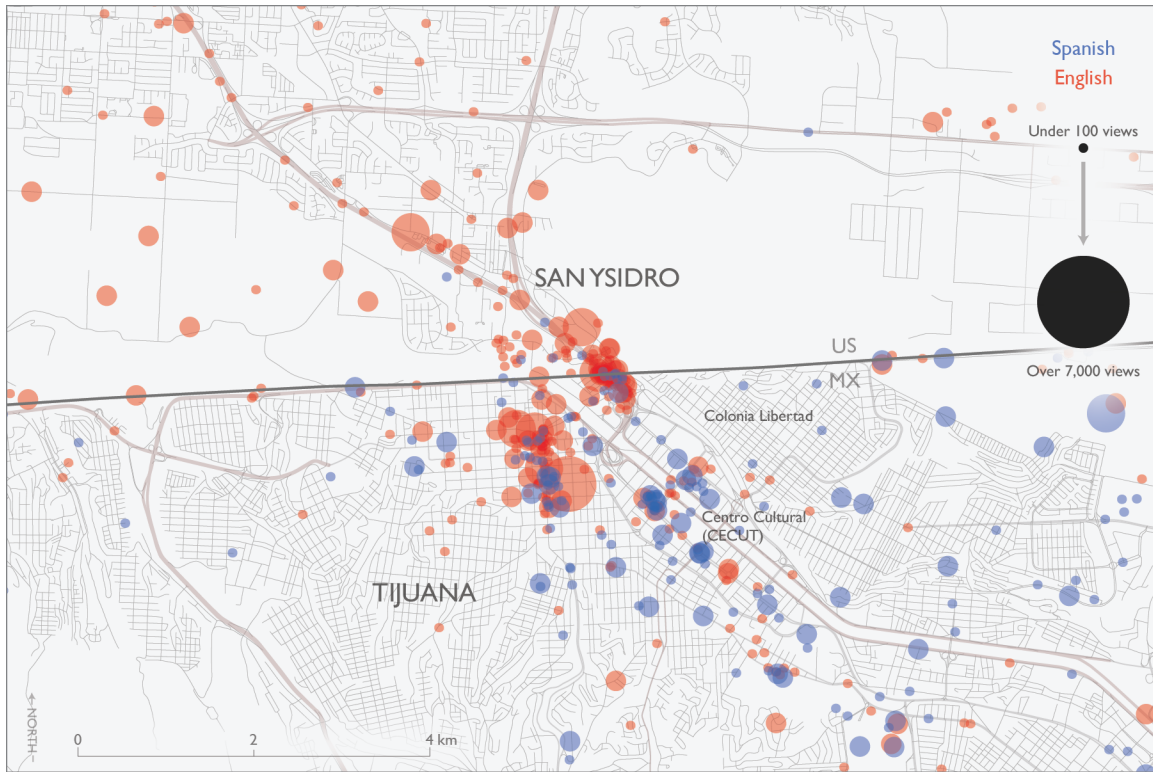 Spanish
English
Under 100 views
SAN YSIDRO
US
MX
Over 7,000 views
Colonia Libertad
Centro Cultural
(CECUT)
TIJUANA
NORTH
0
2
4 km